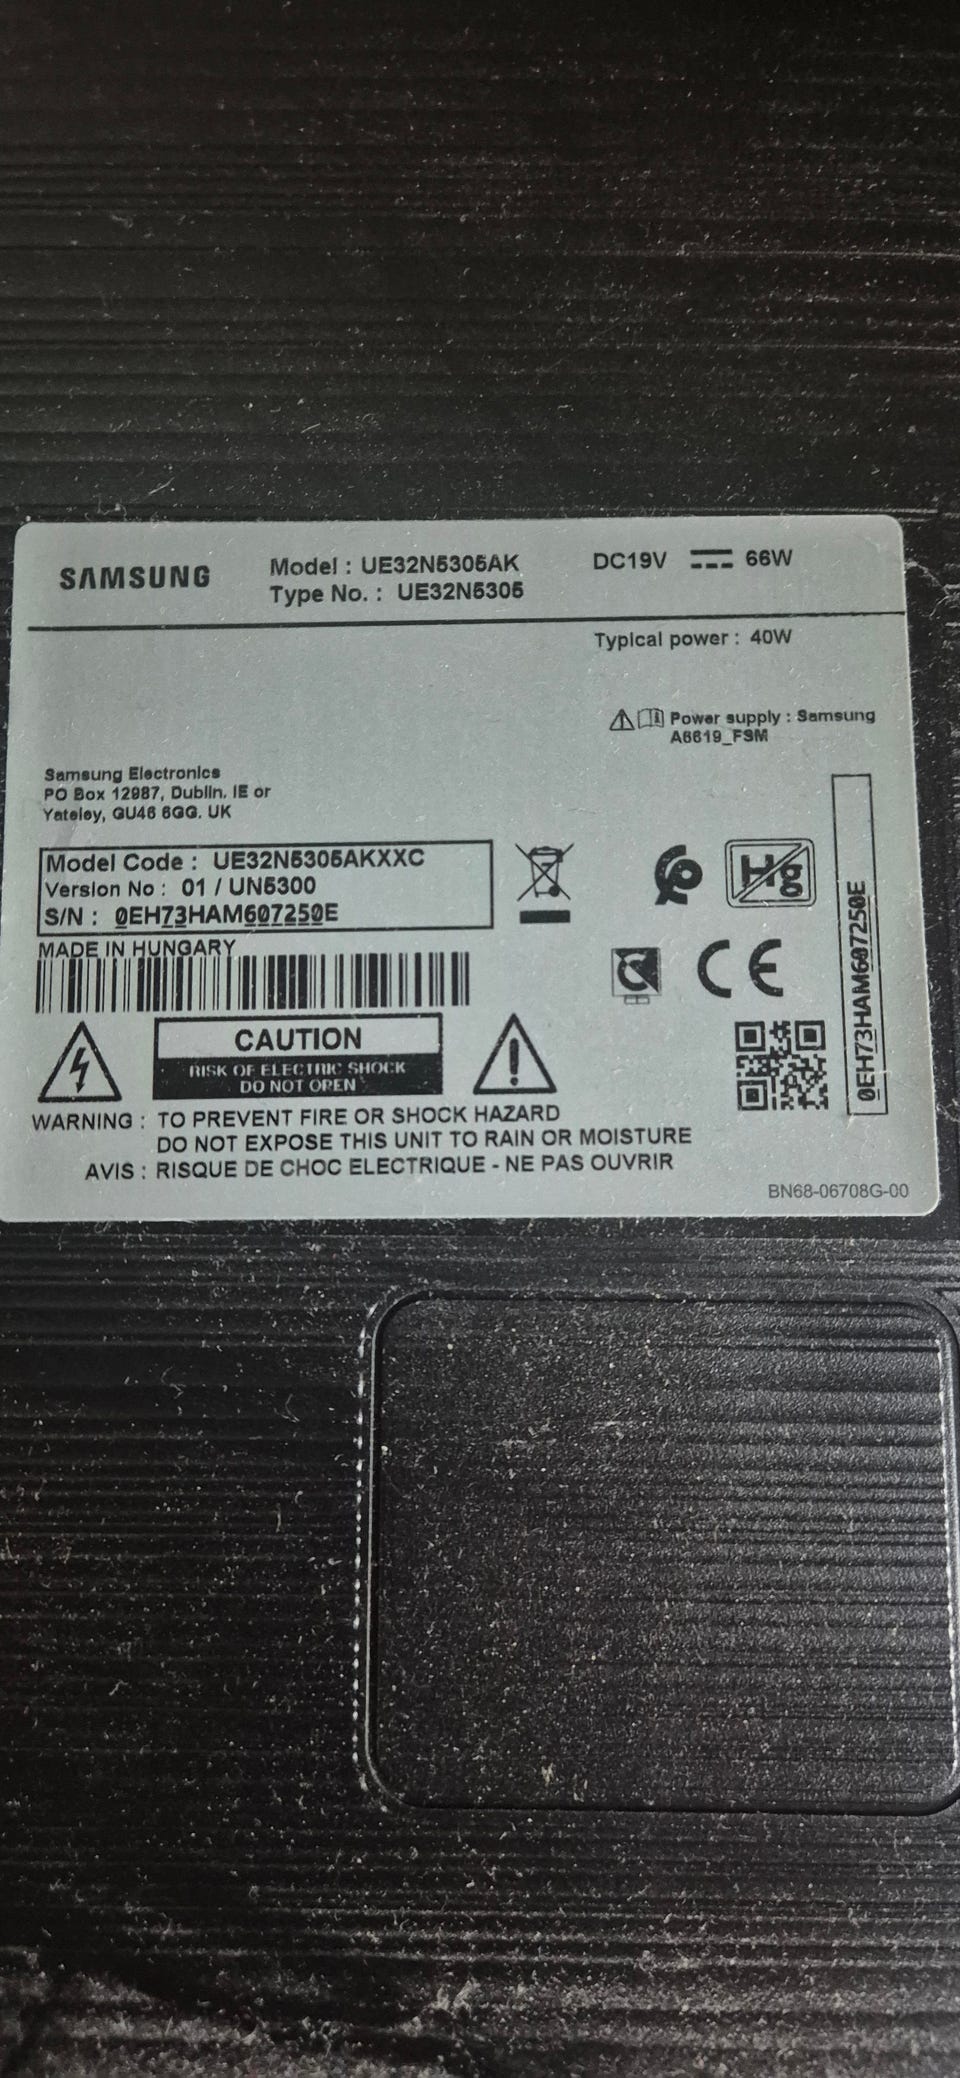 SAMSUNG
Model : UE32N5305AK
Type No. : UE32N5305
DC19V 66W
Typical power : 40W
Power supply : Samsung
A6619_FSM
Samsung Electronics
PO Box 12987, Dublin. IE or
Yateley, GU46 6GG. UK
Model Code : UE32N5305AKXXC
Version No : 01 / UN5300
S/N : 0EH73HAM607250E
MADE IN HUNGARY
Hg
CE
0EH73HAM607250E
CAUTION
RISK OF ELECTRIC SHOCK
DO NOT OPEN
WARNING : TO PREVENT FIRE OR SHOCK HAZARD
DO NOT EXPOSE THIS UNIT TO RAIN OR MOISTURE
AVIS : RISQUE DE CHOC ELECTRIQUE - NE PAS OUVRIR
BN68-06708G-00